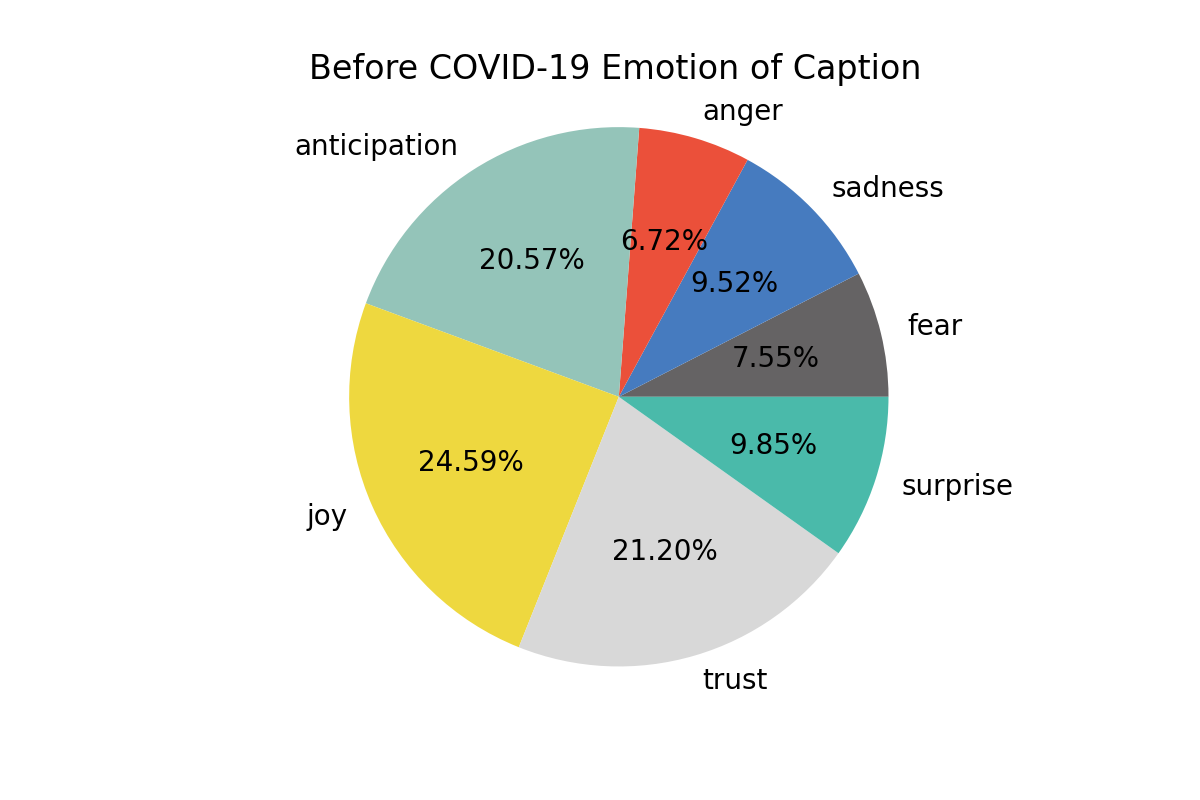 Before COVID-19 Emotion of Caption
anger
anticipation
sadness
6.72%
20.57%
9.52%
fear
7.55%
9.85%
24.59%
surprise
joy
21.20%
trust